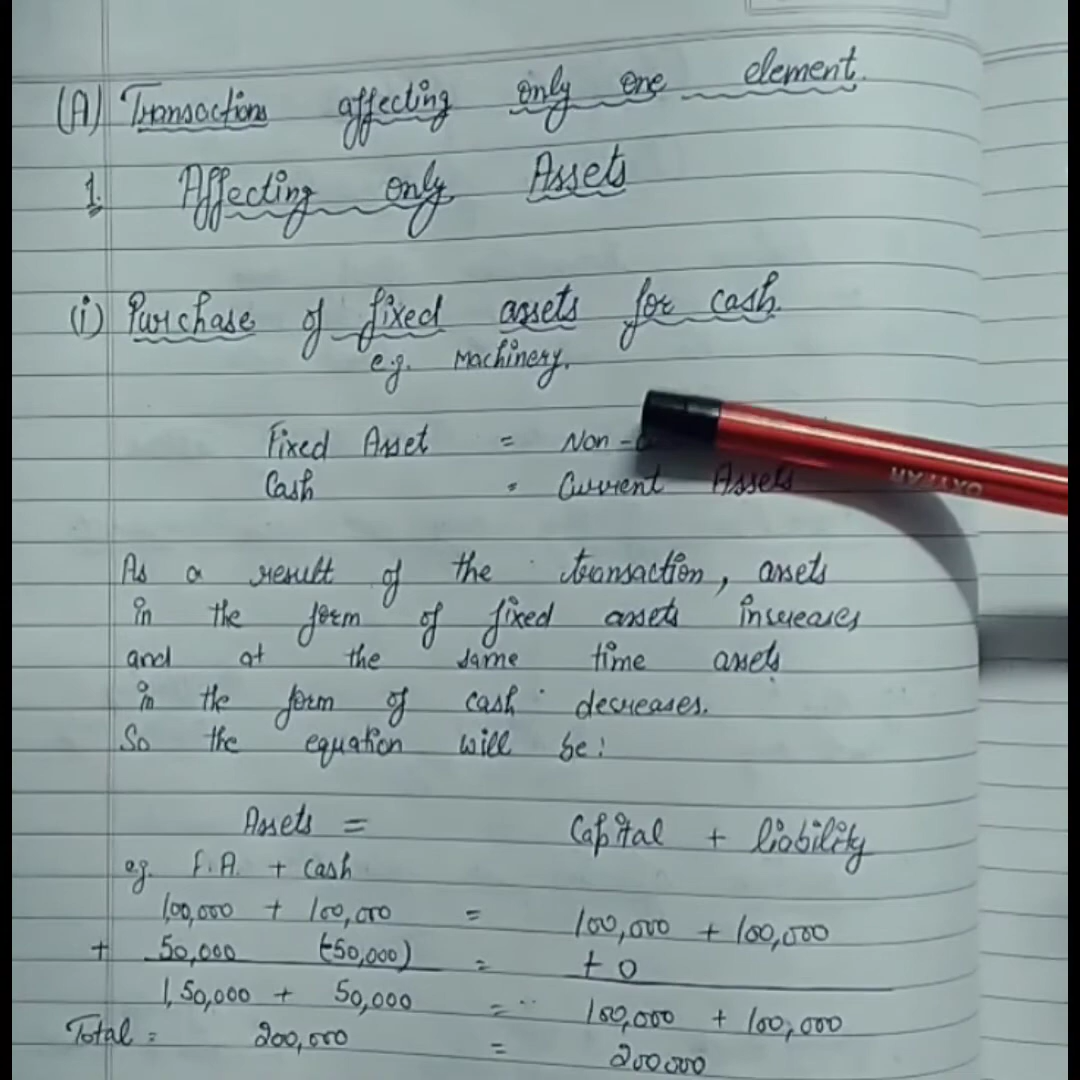 (A) Transactions affecting only one element.
1. Affecting only Assets
(i) Purchase of fixed assets for cash.
e.g. Machinery.
Fixed Asset = Non-
Cash = Current Assets
As a result of the transaction, assets
in the form of fixed assets increases
and at the same time assets
in the form of cash decreases.
So the equation will be:
Assets = Capital + liability
eg. F.A. + cash
1,00,000 + 100,000 = 100,000 + 100,000
+ 50,000 (-50,000) = + 0
1,50,000 + 50,000 = 100,000 + 100,000
Total = 200,000 = 200000